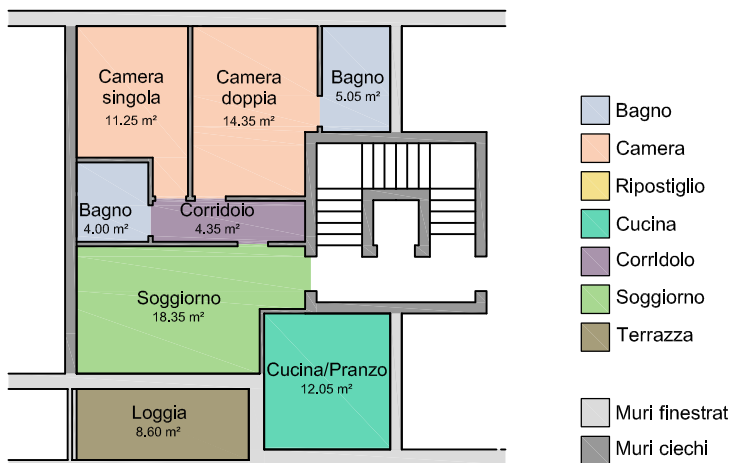 Camera
singola
11.25 m²
Camera
doppia
14.35 m²
Bagno
5.05 m²
Bagno
4.00 m²
Corridoio
4.35 m²
Soggiorno
18.35 m²
Cucina/Pranzo
12.05 m²
Loggia
8.60 m²
Bagno
Camera
Ripostiglio
Cucina
CorrIdolo
Soggiorno
Terrazza
Muri finestrat
Muri ciechi